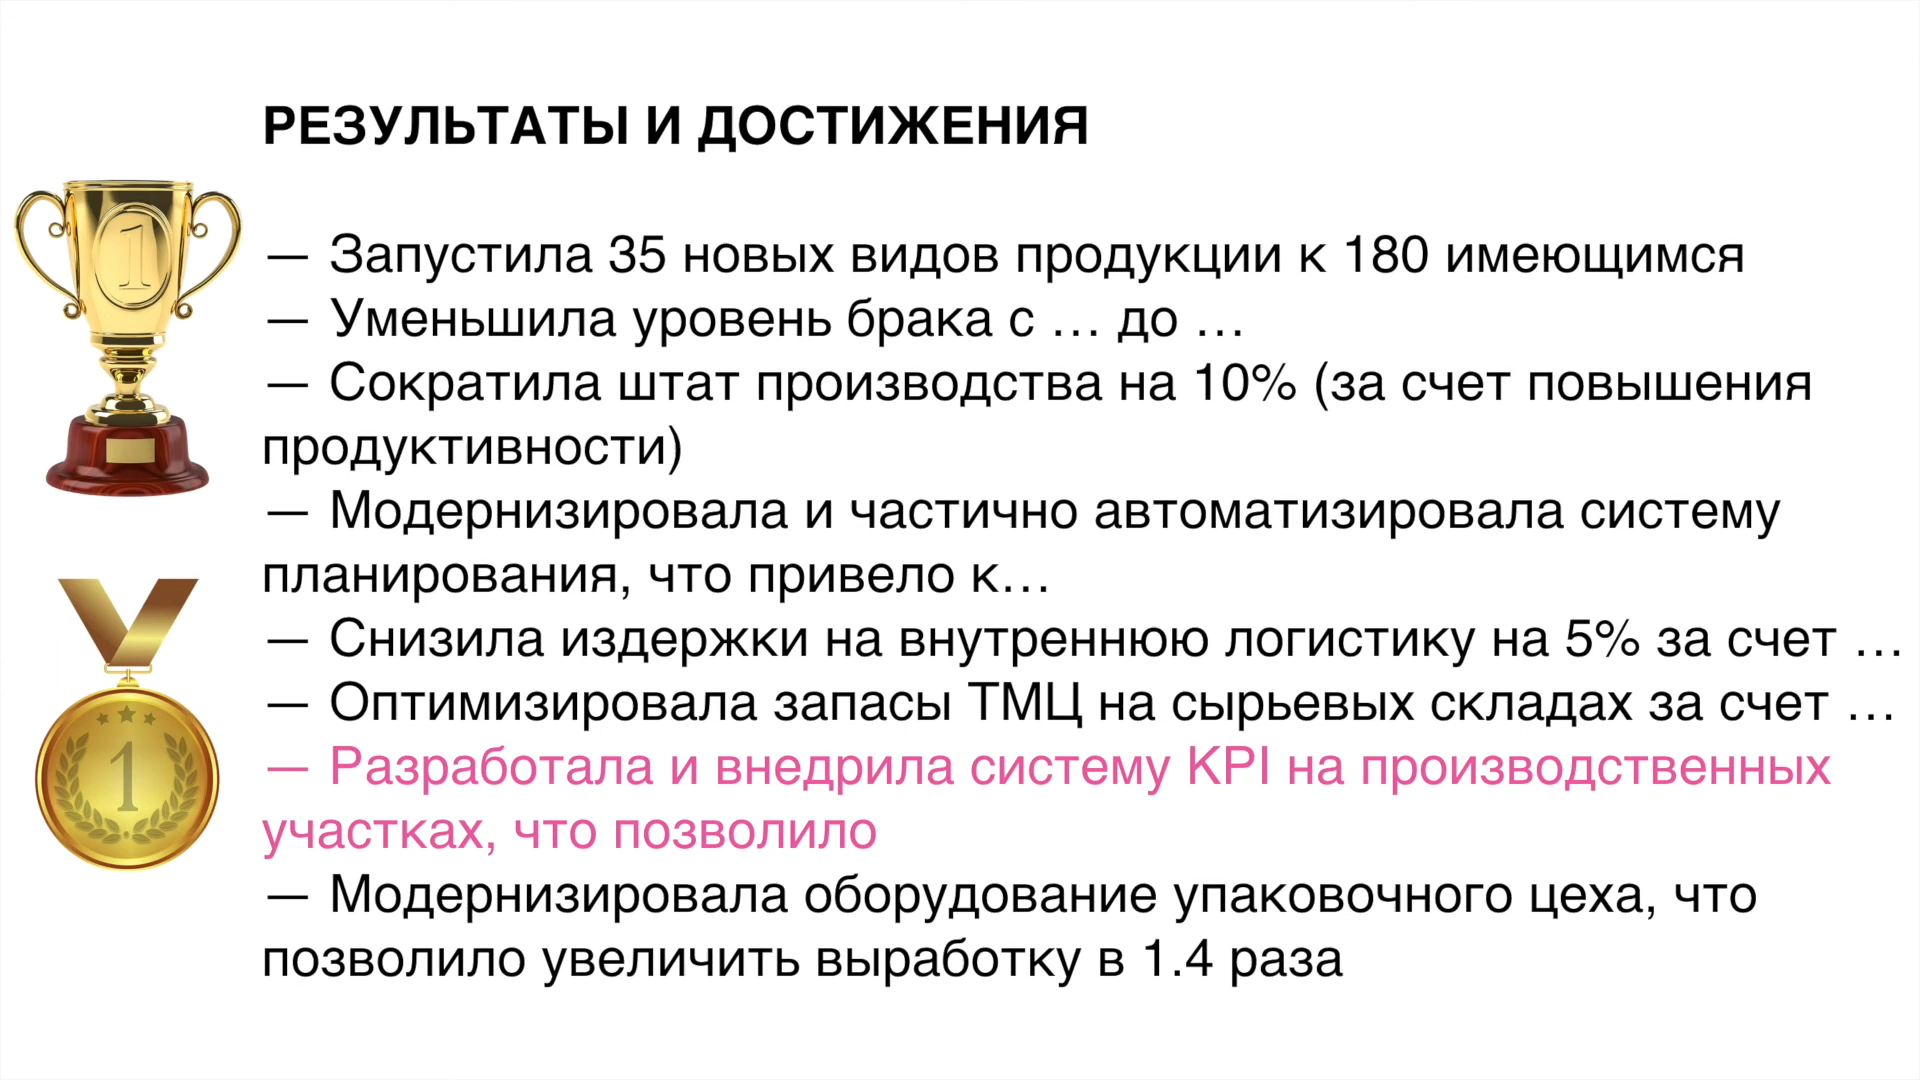 РЕЗУЛЬТАТЫ И ДОСТИЖЕНИЯ
— Запустила 35 новых видов продукции к 180 имеющимся
— Уменьшила уровень брака с … до …
— Сократила штат производства на 10% (за счет повышения
продуктивности)
— Модернизировала и частично автоматизировала систему
планирования, что привело к…
— Снизила издержки на внутреннюю логистику на 5% за счет …
— Оптимизировала запасы ТМЦ на сырьевых складах за счет …
— Разработала и внедрила систему KPI на производственных
участках, что позволило
— Модернизировала оборудование упаковочного цеха, что
позволило увеличить выработку в 1.4 раза
1
1